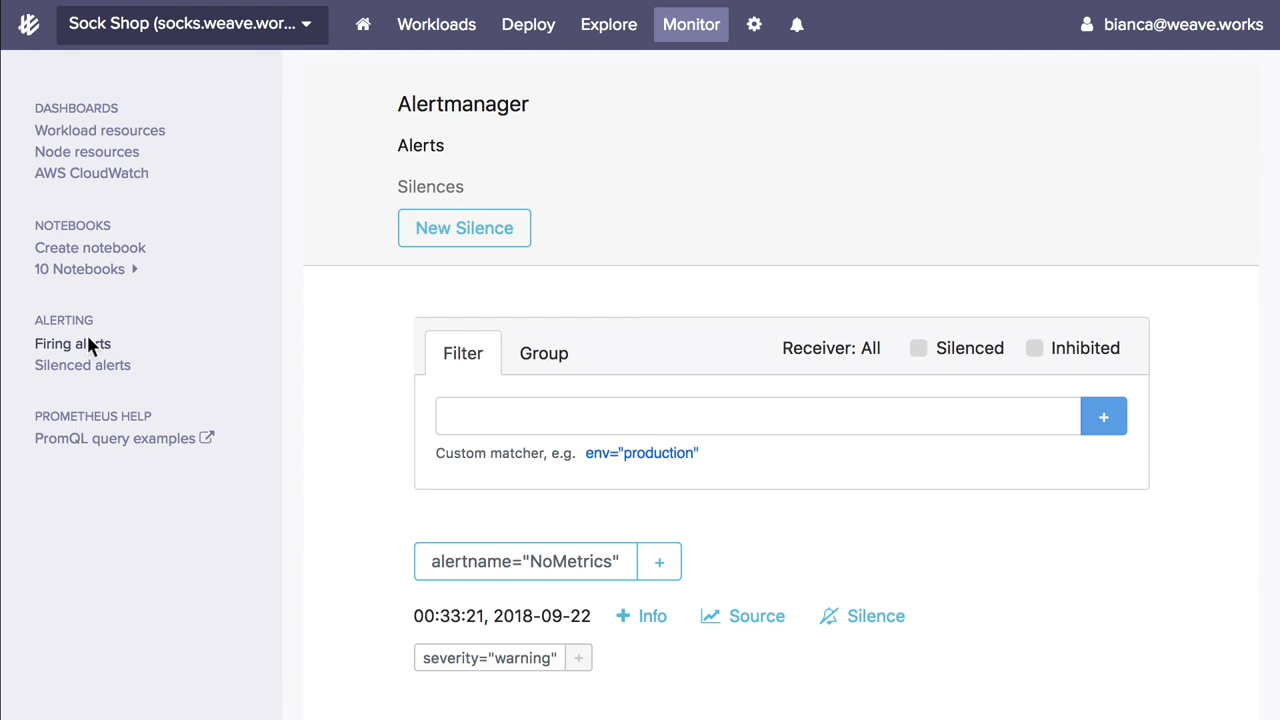 Sock Shop (socks.weave.wor... Workloads Deploy Explore Monitor bianca@weave.works
DASHBOARDS
Workload resources
Node resources
AWS CloudWatch
NOTEBOOKS
Create notebook
10 Notebooks
ALERTING
Firing alerts
Silenced alerts
PROMETHEUS HELP
PromQL query examples
Alertmanager
Alerts
Silences
New Silence
Filter Group Receiver: All Silenced Inhibited
+
Custom matcher, e.g. env="production"
alertname="NoMetrics" +
00:33:21, 2018-09-22 + Info Source Silence
severity="warning" +